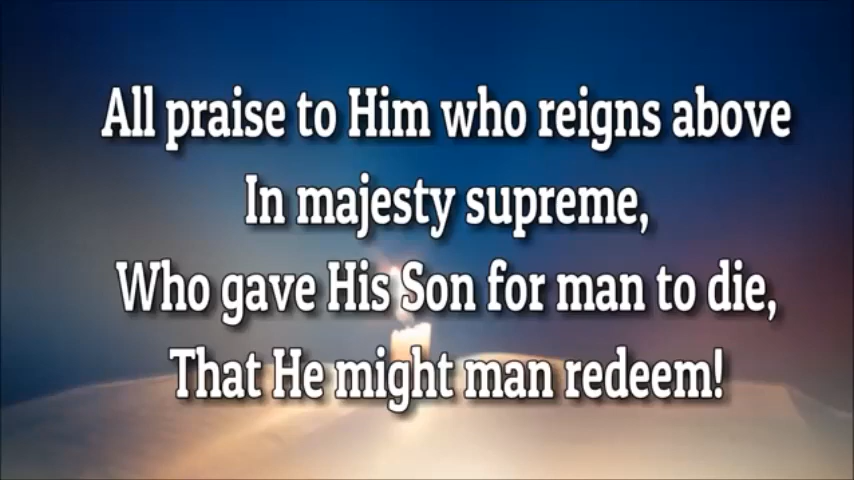 All praise to Him who reigns above
In majesty supreme,
Who gave His Son for man to die,
That He might man redeem!